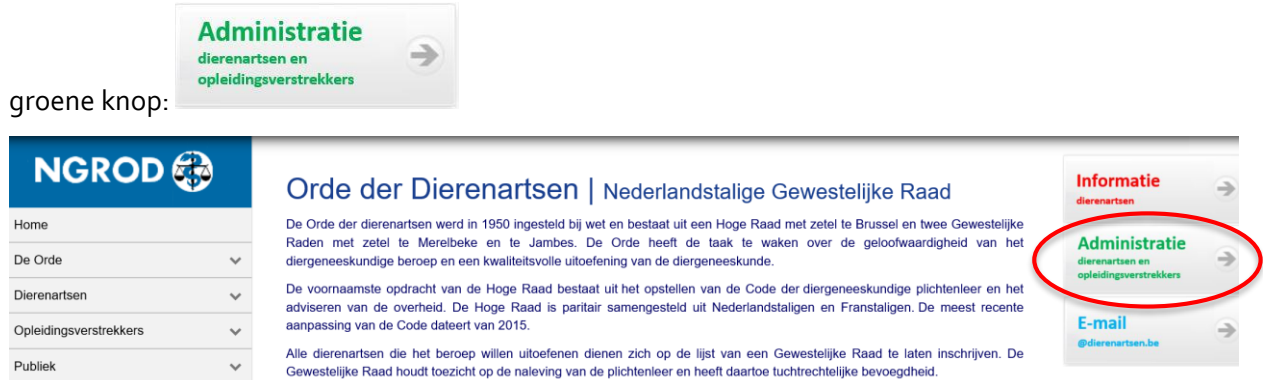 Administratie
dierenartsen en
opleidingsverstrekkers
groene knop:
NGROD
Home
De Orde
Dierenartsen
Opleidingsverstrekkers
Publiek
Orde der Dierenartsen | Nederlandstalige Gewestelijke Raad
De Orde der dierenartsen werd in 1950 ingesteld bij wet en bestaat uit een Hoge Raad met zetel te Brussel en twee Gewestelijke
Raden met zetel te Merelbeke en te Jambes. De Orde heeft de taak te waken over de geloofwaardigheid van het
diergeneeskundige beroep en een kwaliteitsvolle uitoefening van de diergeneeskunde.
De voornaamste opdracht van de Hoge Raad bestaat uit het opstellen van de Code der diergeneeskundige plichtenleer en het
adviseren van de overheid. De Hoge Raad is paritair samengesteld uit Nederlandstaligen en Franstaligen. De meest recente
aanpassing van de Code dateert van 2015.
Alle dierenartsen die het beroep willen uitoefenen dienen zich op de lijst van een Gewestelijke Raad te laten inschrijven. De
Gewestelijke Raad houdt toezicht op de naleving van de plichtenleer en heeft daartoe tuchtrechtelijke bevoegdheid.
Informatie
dierenartsen
Administratie
dierenartsen en
opleidingsverstrekkers
E-mail
@dierenartsen.be